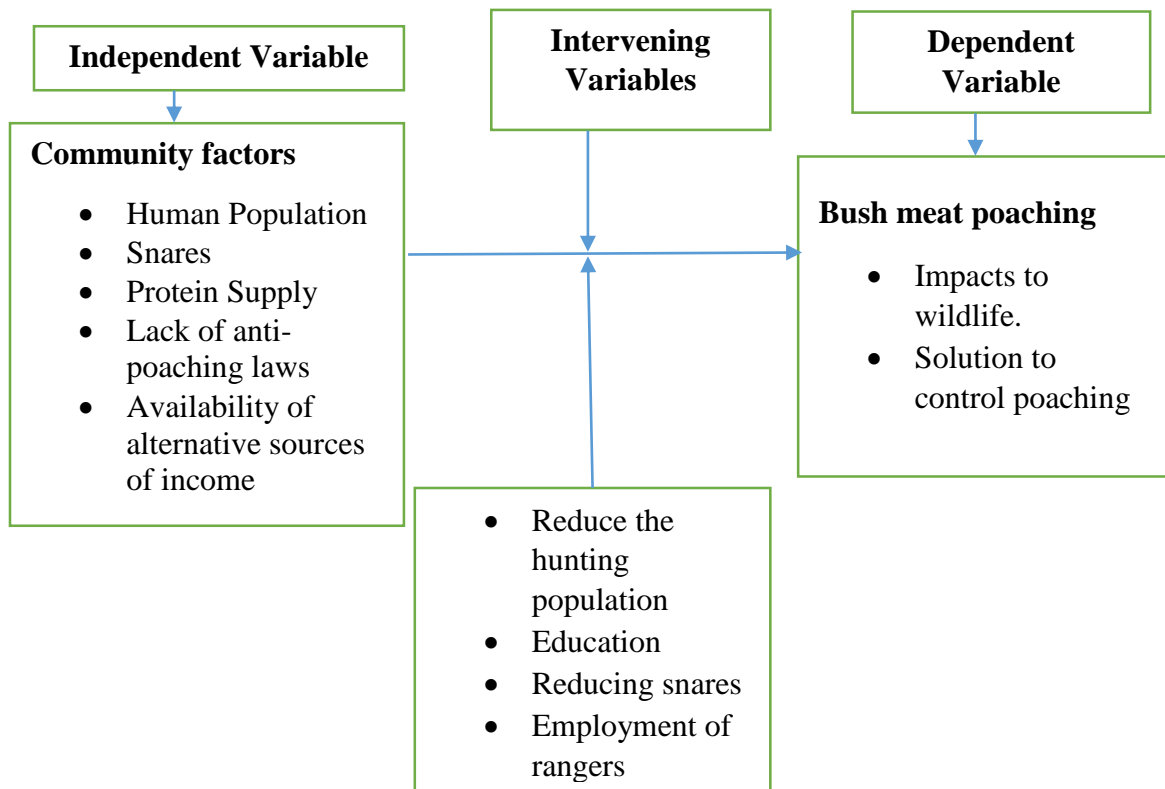 Independent Variable
Intervening
Variables
Dependent
Variable
Community factors
• Human Population
• Snares
• Protein Supply
• Lack of anti-
poaching laws
• Availability of
alternative sources
of income
Bush meat poaching
• Impacts to
wildlife.
• Solution to
control poaching
• Reduce the
hunting
population
• Education
• Reducing snares
• Employment of
rangers